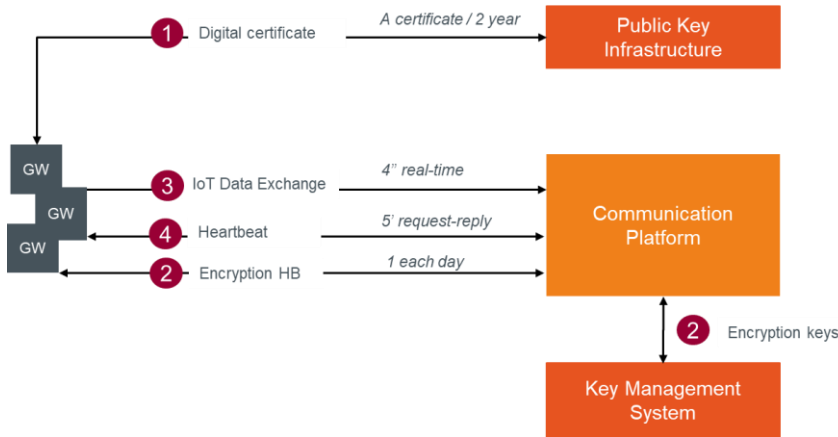 1 Digital certificate A certificate / 2 year
Public Key
Infrastructure
GW
GW
GW
3 IoT Data Exchange 4" real-time
4 Heartbeat 5' request-reply
2 Encryption HB 1 each day
Communication
Platform
2 Encryption keys
Key Management
System